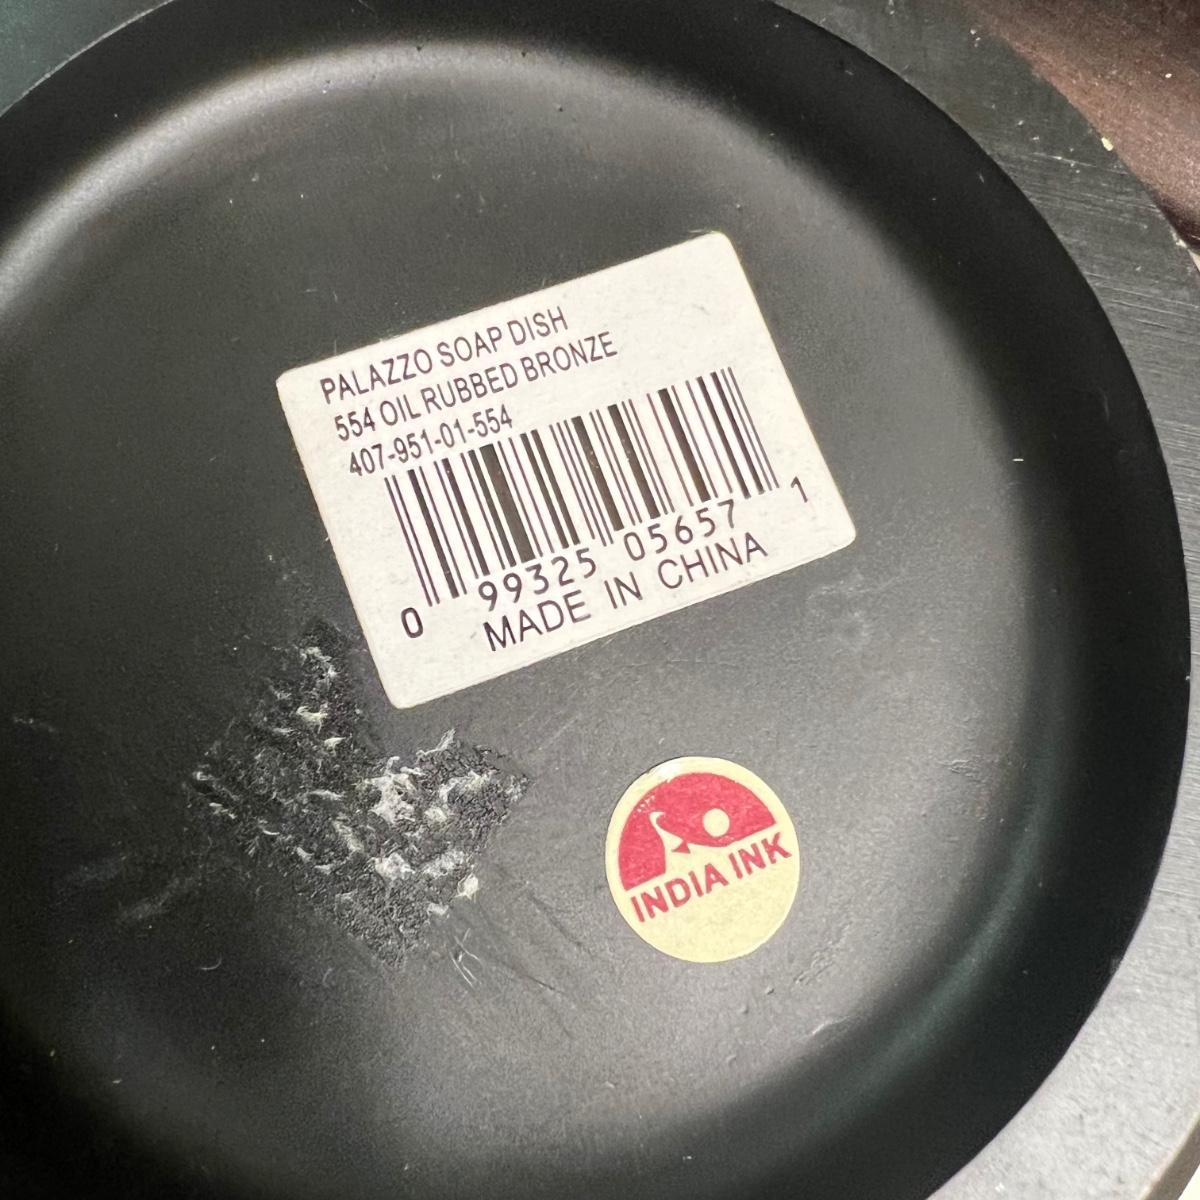 PALAZZO SOAP DISH
554 OIL RUBBED BRONZE
407-951-01-554
0 99325 05657 1
MADE IN CHINA
INDIA INK